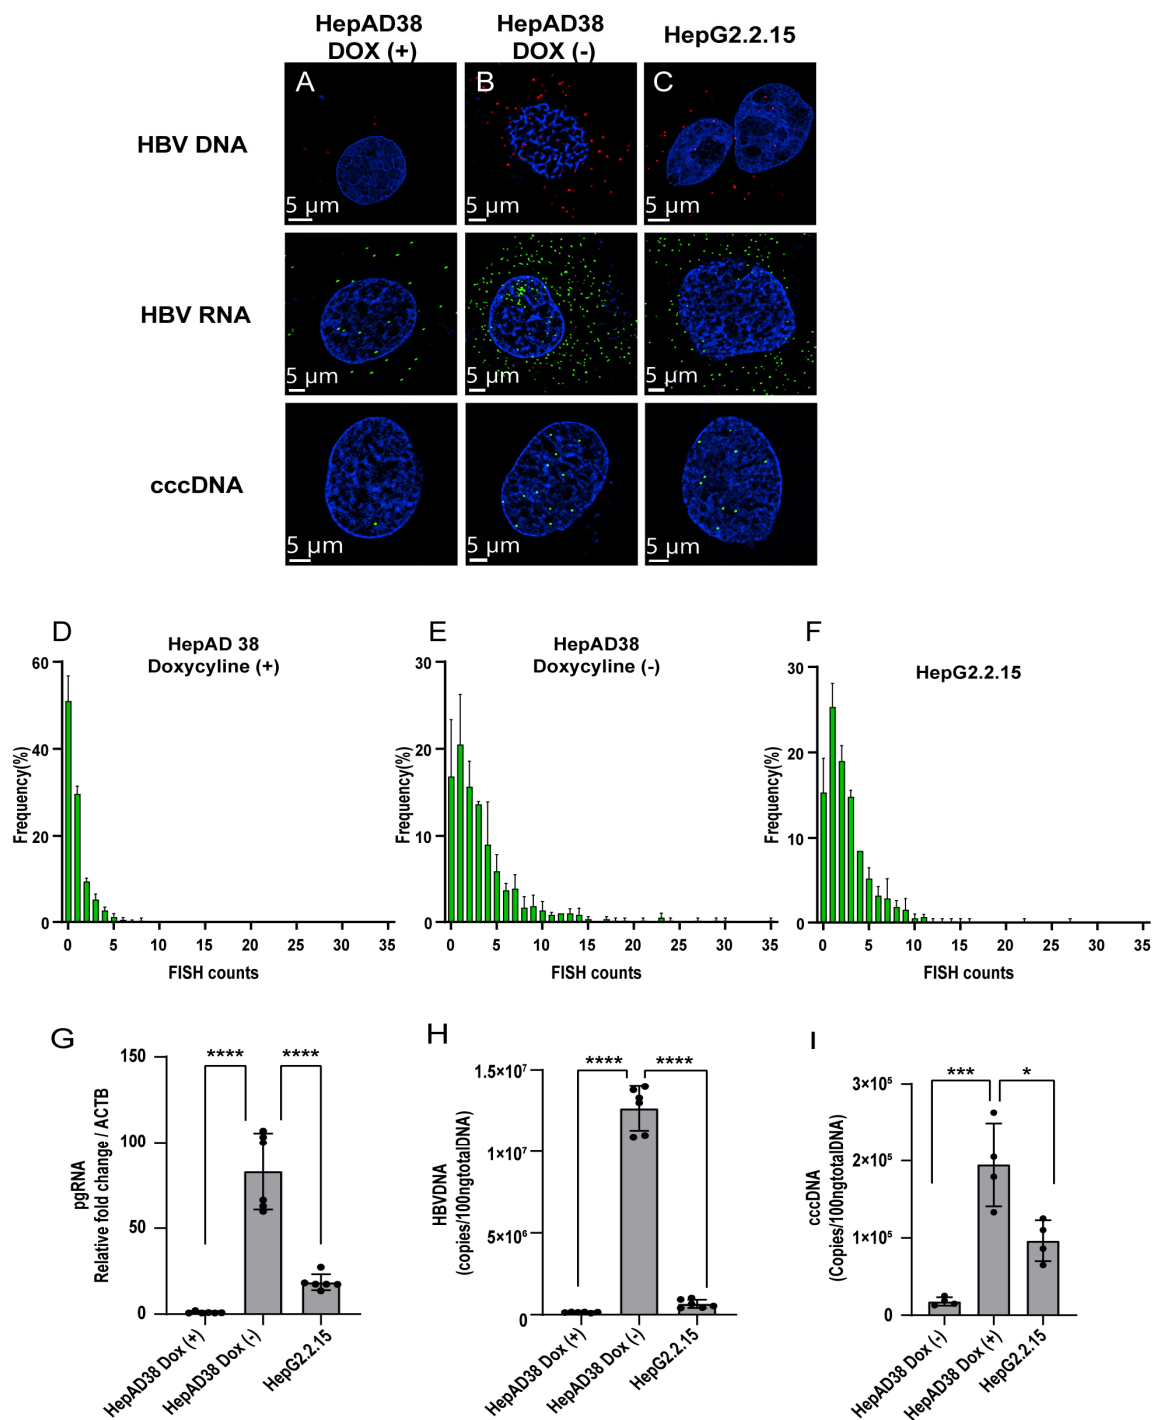 HepAD38
DOX (+)
HepAD38
DOX (-)
HepG2.2.15
HBV DNA
A
5 µm
B
5 µm
C
5 µm
HBV RNA
5 µm
5 µm
5 µm
cccDNA
5 µm
5 µm
5 µm
D
HepAD 38
Doxycyline (+)
Frequency(%)
60
40
20
0
0 5 10 15 20 25 30 35
FISH counts
E
HepAD38
Doxycyline (-)
Frequency(%)
30
20
10
0
0 5 10 15 20 25 30 35
FISH counts
F
HepG2.2.15
Frequency(%)
30
20
10
0
0 5 10 15 20 25 30 35
FISH counts
G
pgRNA
Relative fold change / ACTB
150
100
50
0
**** ****
HepAD38 Dox (+)
HepAD38 Dox (-)
HepG2.2.15
H
HBVDNA
(copies/100ngtotalDNA)
1.5×10⁷
1×10⁷
5×10⁶
0
**** ****
HepAD38 Dox (+)
HepAD38 Dox (-)
HepG2.2.15
I
cccDNA
(Copies/100ngtotalDNA)
3×10⁵
2×10⁵
1×10⁵
0
*** *
HepAD38 Dox (-)
HepAD38 Dox (+)
HepG2.2.15